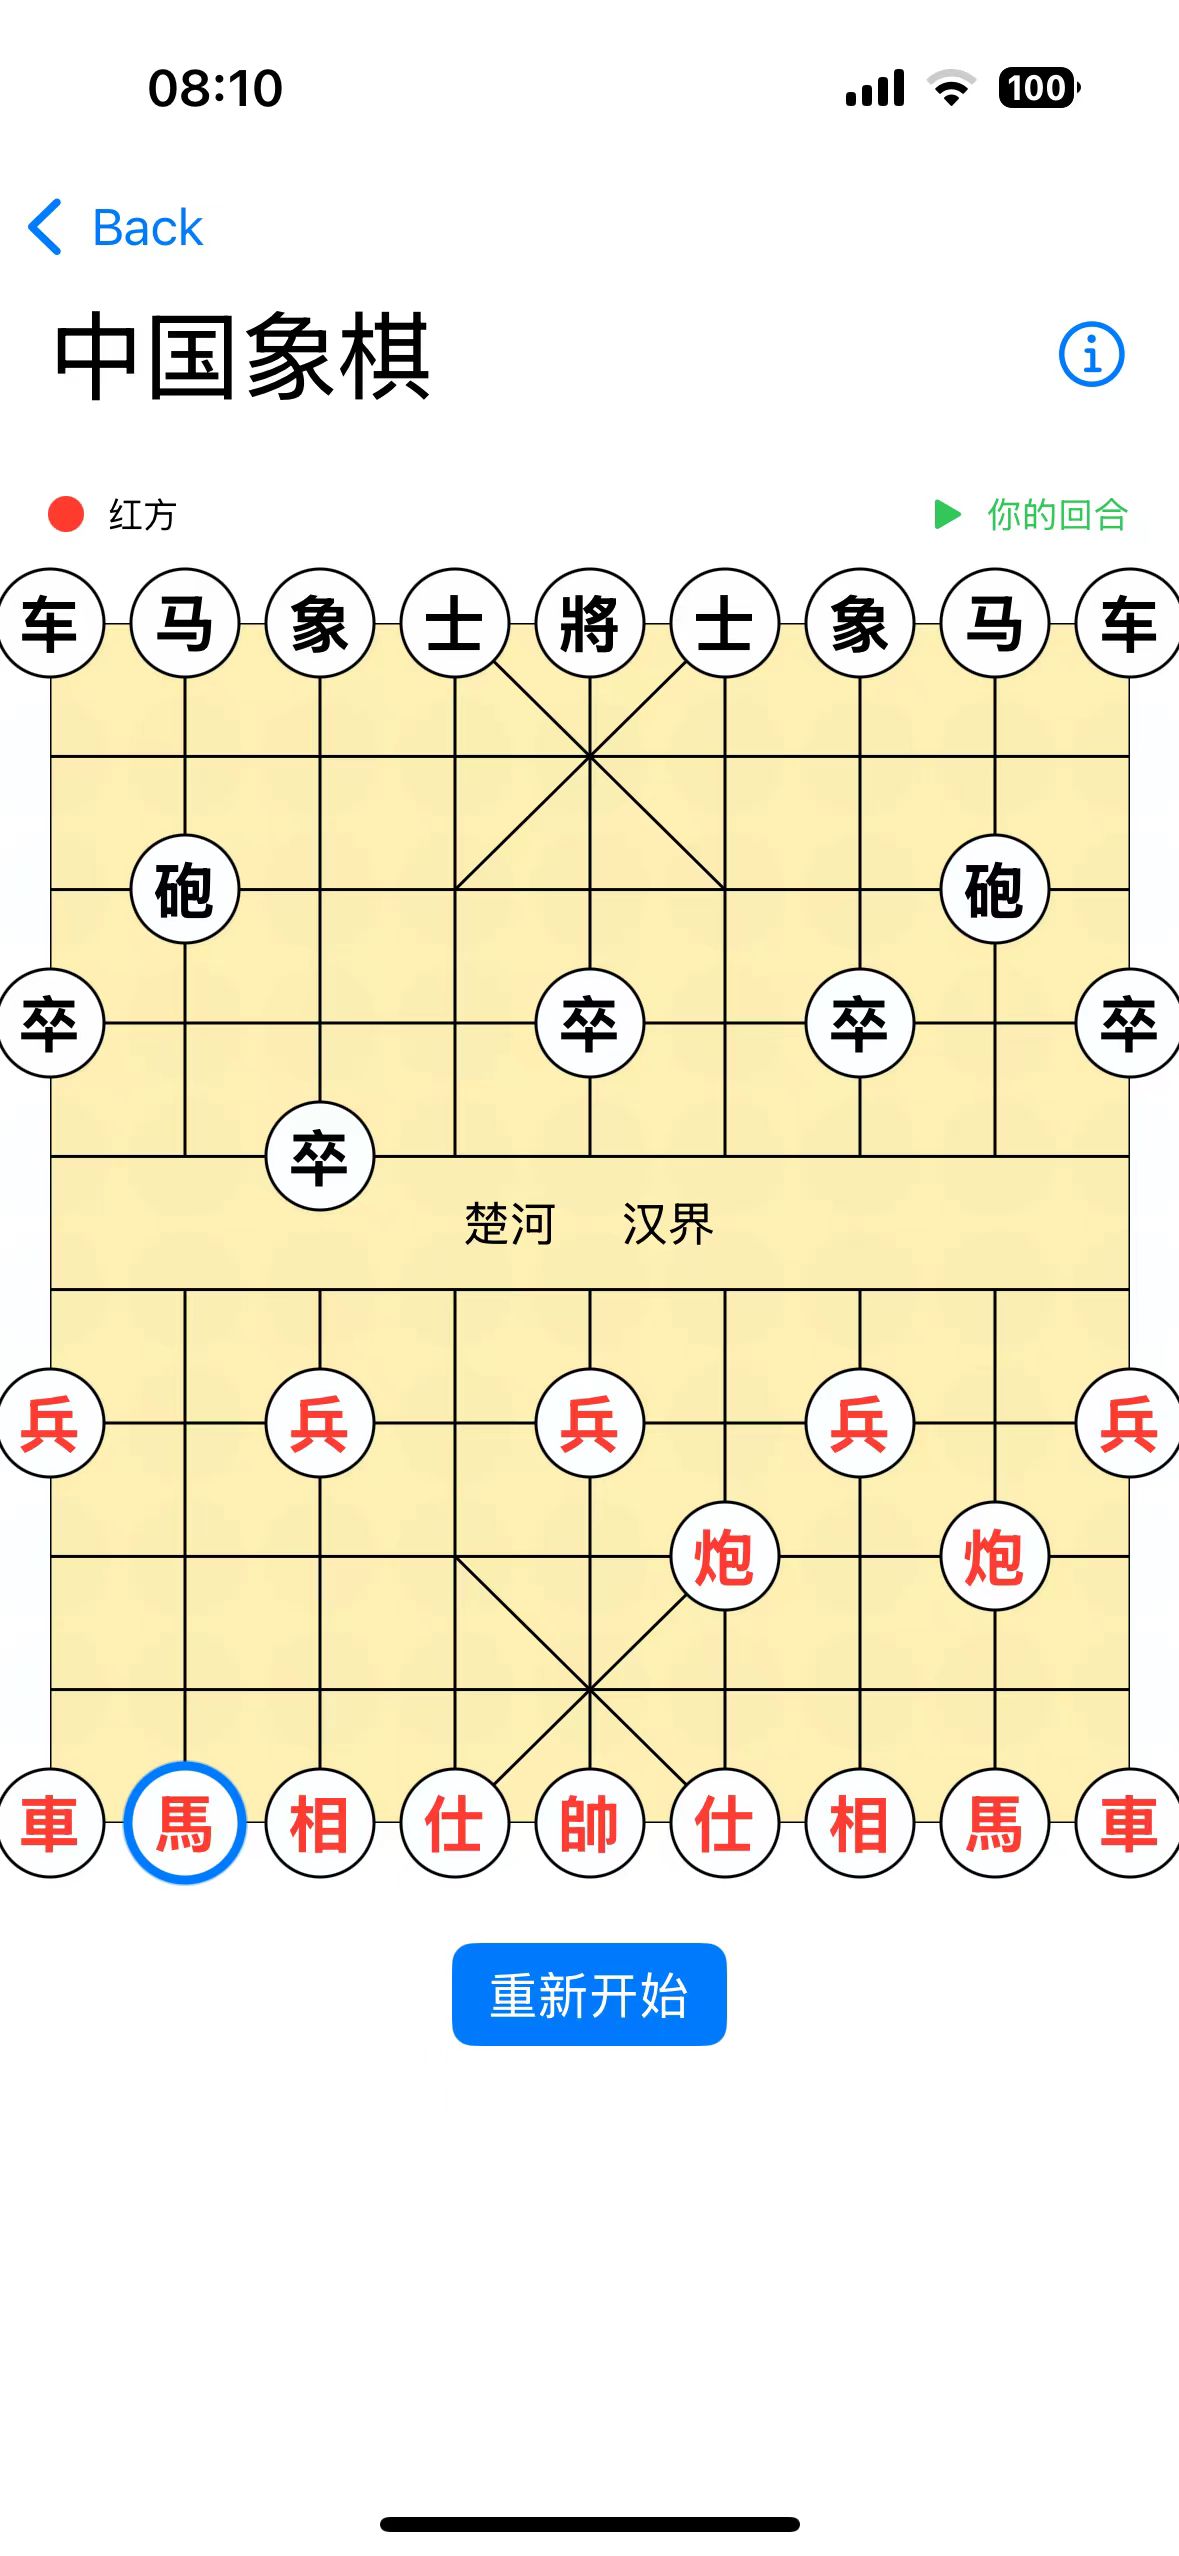 08:10
100
Back
中国象棋
红方
你的回合
车 马 象 士 將 士 象 马 车
砲 砲
卒 卒 卒 卒
卒
楚河 汉界
兵 兵 兵 兵 兵
炮 炮
車 馬 相 仕 帥 仕 相 馬 車
重新开始